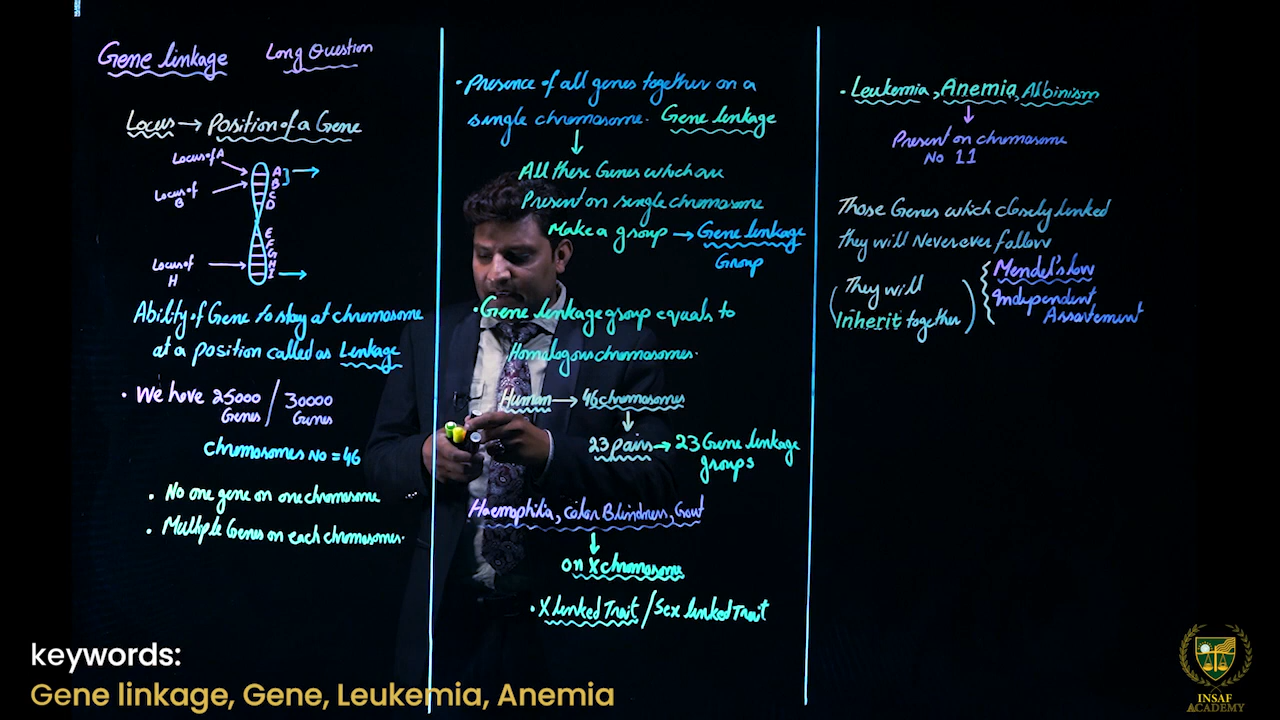 Gene linkage
Long Question
Locus → Position of a Gene
Locus of A
Locus of
B
A
B
C
D
E
F
G
H
I
Locus of
H
Ability of Gene to stay at chromosome
at a position called as Linkage
• We have 25000 / 30000
Genes Genes
Chromosomes No = 46
• No one gene on one chromosome
• Multiple Genes on each chromosomes.
• Presence of all genes together on a
single chromosome. Gene linkage
All these Genes which are
Present on single chromosome
Make a group → Gene linkage
Group
• Gene linkage group equals to
Homologous chromosomes.
Human → 46 chromosomes
23 pairs → 23 Gene linkage
groups
Haemophilia, color Blindness, Gout
on X chromosome
• X linked Trait / Sex linked Trait
• Leukemia, Anemia, Albinism
Present on chromosome
No 11
Those Genes which closely linked
they will Never ever follow
(They will
Inherit together)
Mendel's low
Independent
Assortement
keywords:
Gene linkage, Gene, Leukemia, Anemia
INSAF
ACADEMY